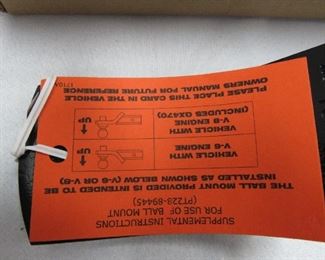 SUPPLEMENTAL INSTRUCTIONS
FOR USE OF BALL MOUNT
(PT228-89445)
THE BALL MOUNT PROVIDED IS INTENDED TO BE
INSTALLED AS SHOWN BELOW (V-6 OR V-8)
VEHICLE WITH
V-6 ENGINE
UP
VEHICLE WITH
V-8 ENGINE
(INCLUDES GX470)
UP
PLEASE PLACE THIS CARD IN THE VEHICLE
OWNERS MANUAL FOR FUTURE REFERENCE